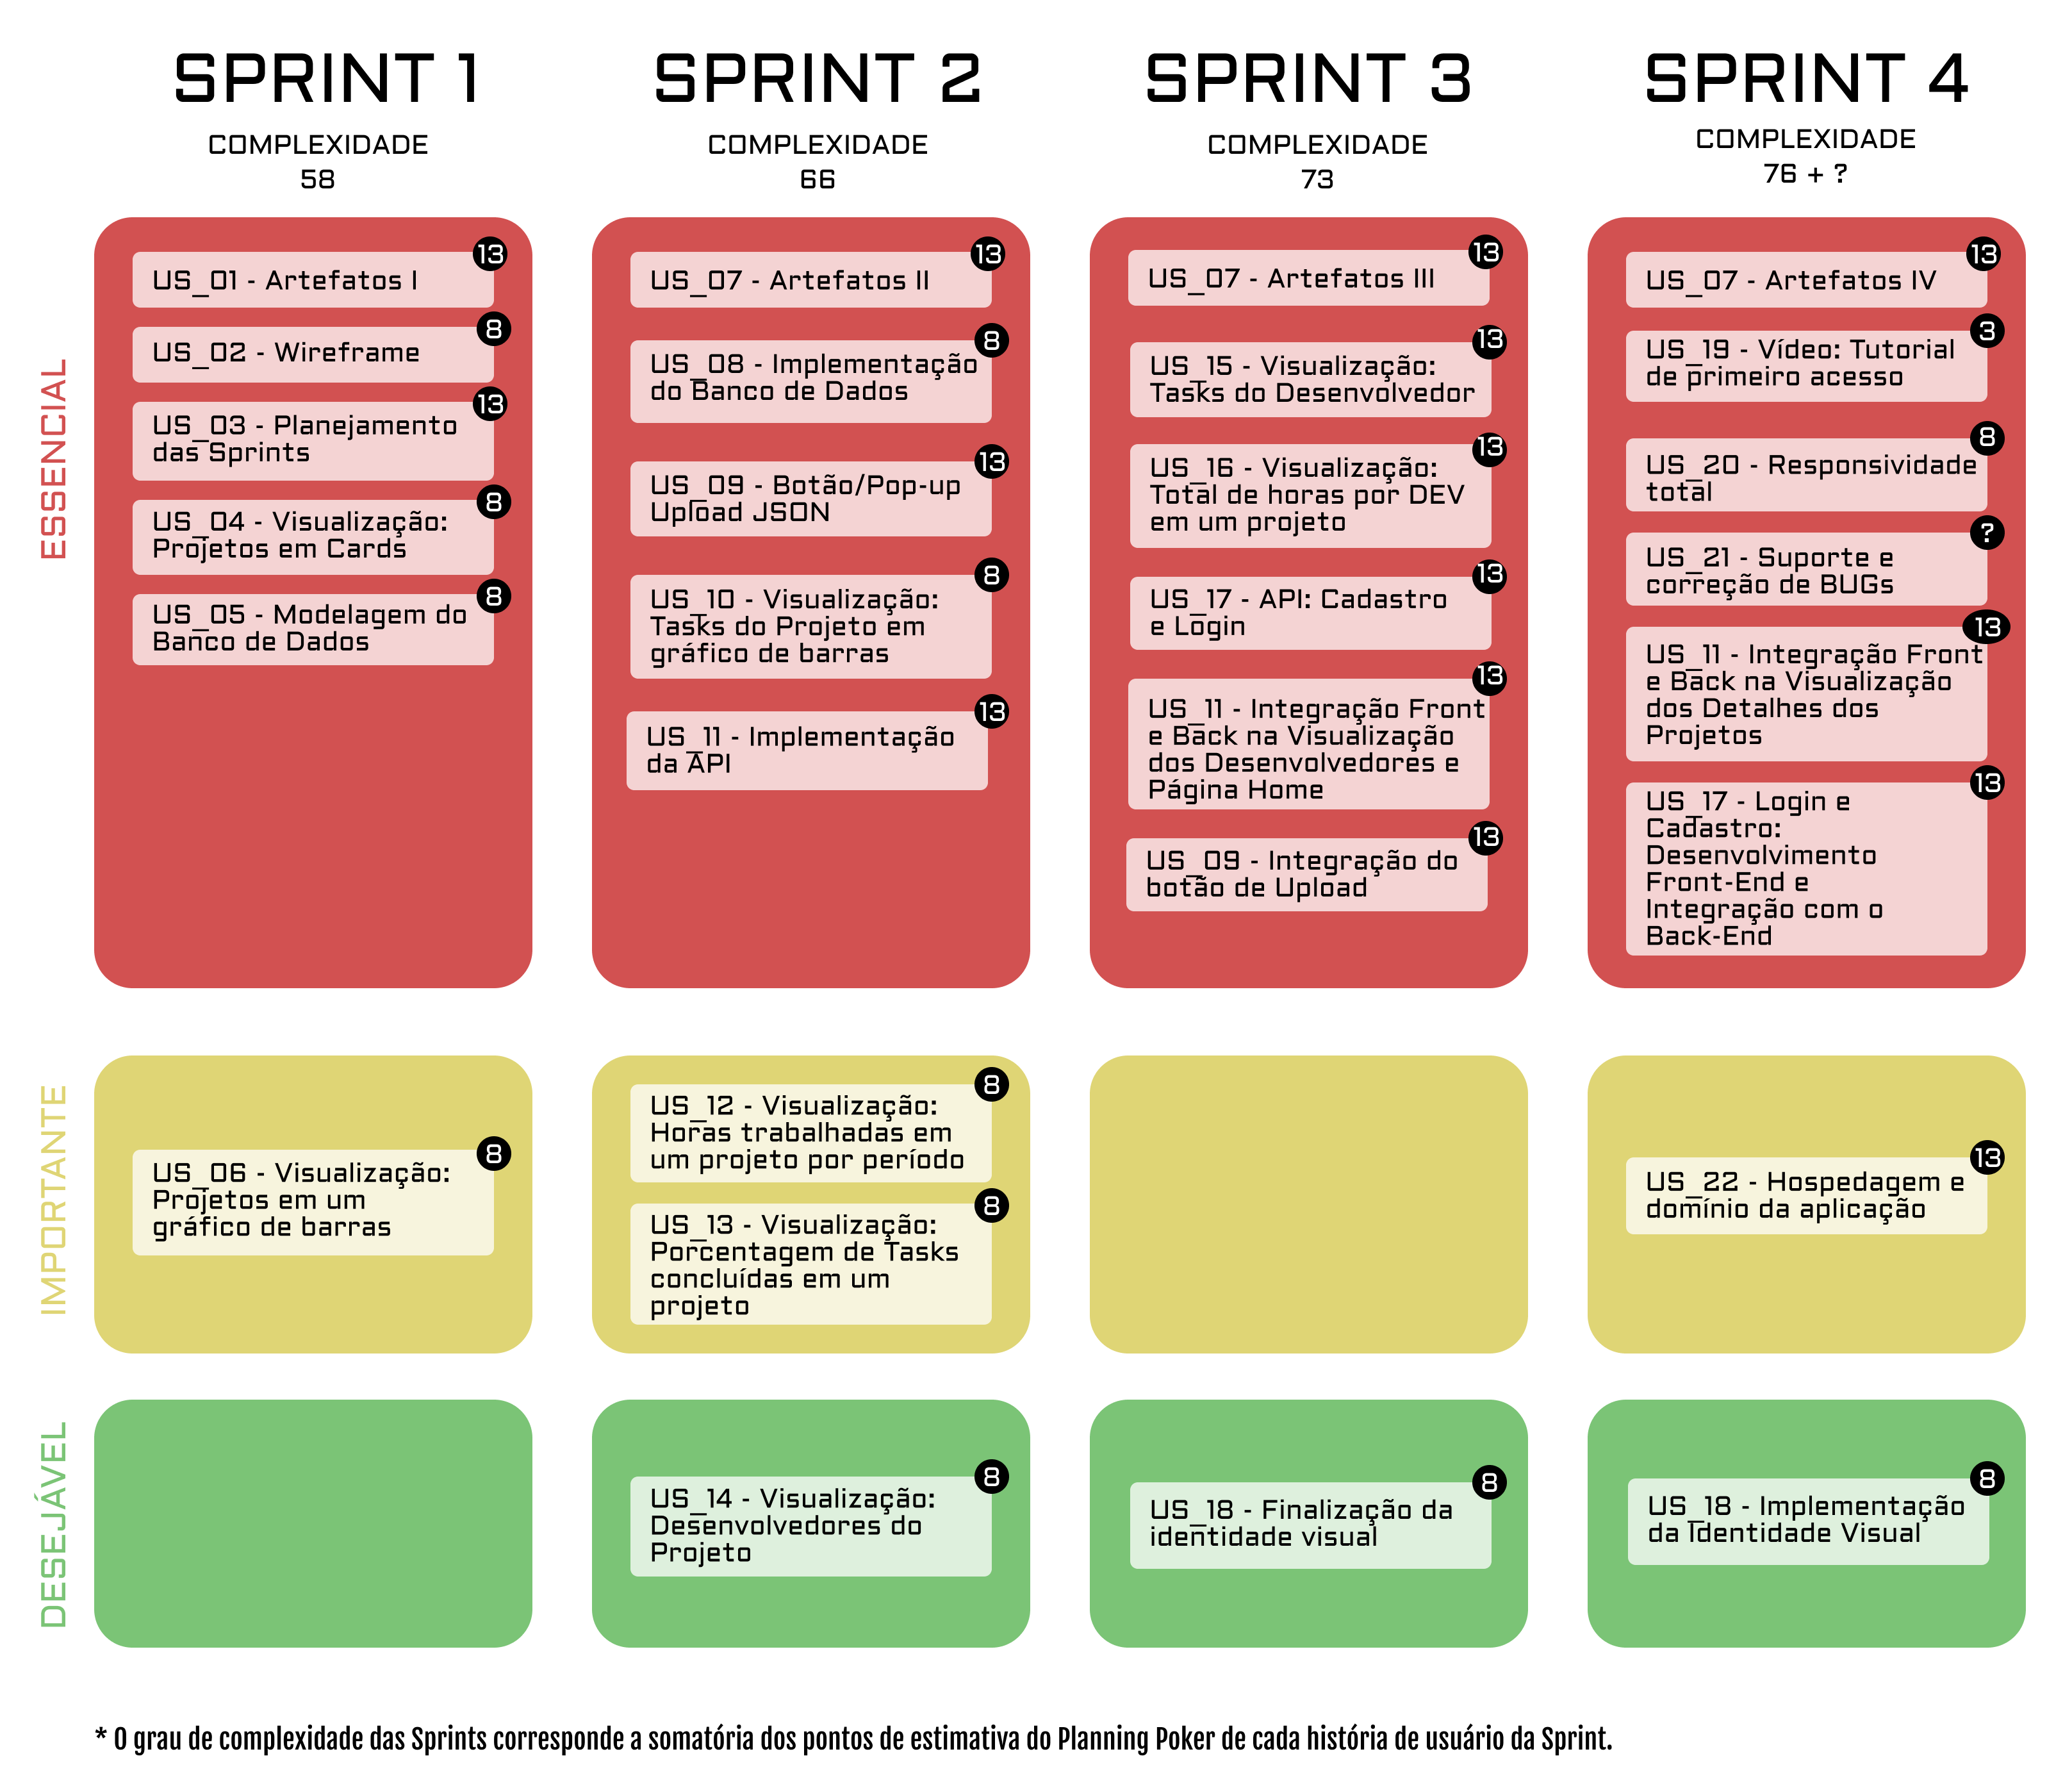 SPRINT 1
COMPLEXIDADE
58
SPRINT 2
COMPLEXIDADE
66
SPRINT 3
COMPLEXIDADE
73
SPRINT 4
COMPLEXIDADE
76 + ?
ESSENCIAL
13
US_01 - Artefatos I
8
US_02 - Wireframe
13
US_03 - Planejamento
das Sprints
8
US_04 - Visualização:
Projetos em Cards
8
US_05 - Modelagem do
Banco de Dados
13
US_07 - Artefatos II
8
US_08 - Implementação
do Banco de Dados
13
US_09 - Botão/Pop-up
Upload JSON
8
US_10 - Visualização:
Tasks do Projeto em
gráfico de barras
13
US_11 - Implementação
da API
13
US_07 - Artefatos III
13
US_15 - Visualização:
Tasks do Desenvolvedor
13
US_16 - Visualização:
Total de horas por DEV
em um projeto
13
US_17 - API: Cadastro
e Login
13
US_11 - Integração Front
e Back na Visualização
dos Desenvolvedores e
Página Home
13
US_09 - Integração do
botão de Upload
13
US_07 - Artefatos IV
3
US_19 - Vídeo: Tutorial
de primeiro acesso
8
US_20 - Responsividade
total
?
US_21 - Suporte e
correção de BUGs
13
US_11 - Integração Front
e Back na Visualização
dos Detalhes dos
Projetos
13
US_17 - Login e
Cadastro:
Desenvolvimento
Front-End e
Integração com o
Back-End
IMPORTANTE
8
US_06 - Visualização:
Projetos em um
gráfico de barras
8
US_12 - Visualização:
Horas trabalhadas em
um projeto por período
8
US_13 - Visualização:
Porcentagem de Tasks
concluídas em um
projeto
13
US_22 - Hospedagem e
domínio da aplicação
DESEJÁVEL
8
US_14 - Visualização:
Desenvolvedores do
Projeto
8
US_18 - Finalização da
identidade visual
8
US_18 - Implementação
da Identidade Visual
* O grau de complexidade das Sprints corresponde a somatória dos pontos de estimativa do Planning Poker de cada história de usuário da Sprint.